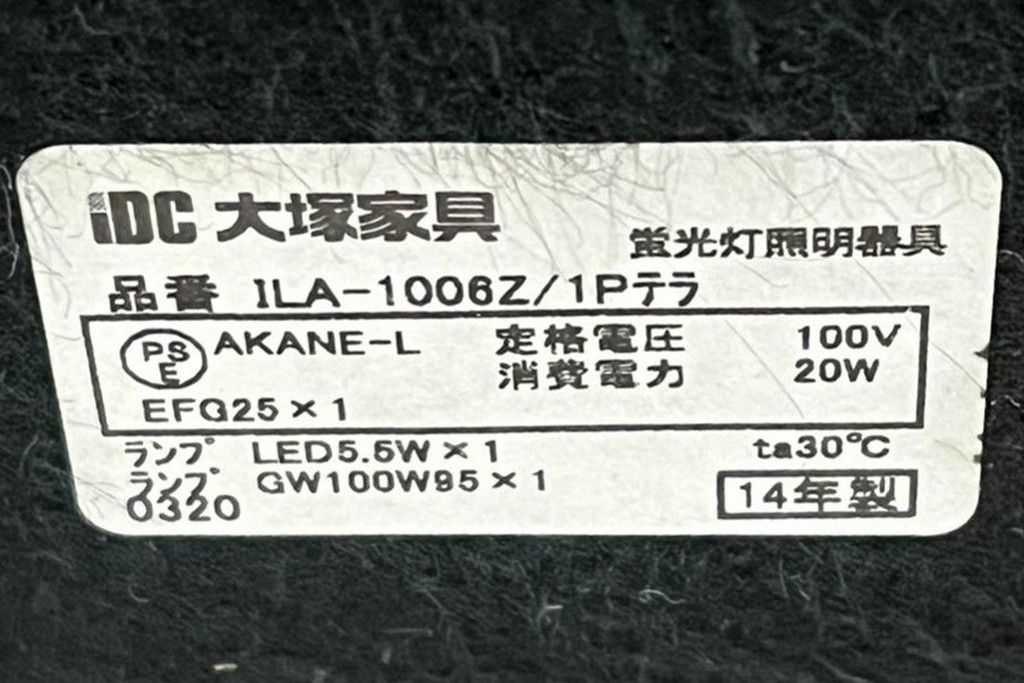 iDC 大塚家具
蛍光灯照明器具
品番 ILA-1006Z/1Pテラ
PSE AKANE-L 定格電圧 100V
消費電力 20W
EFG25×1
ランプ LED5.5W×1 ta30℃
ランプ GW100W95×1
0320 14年製